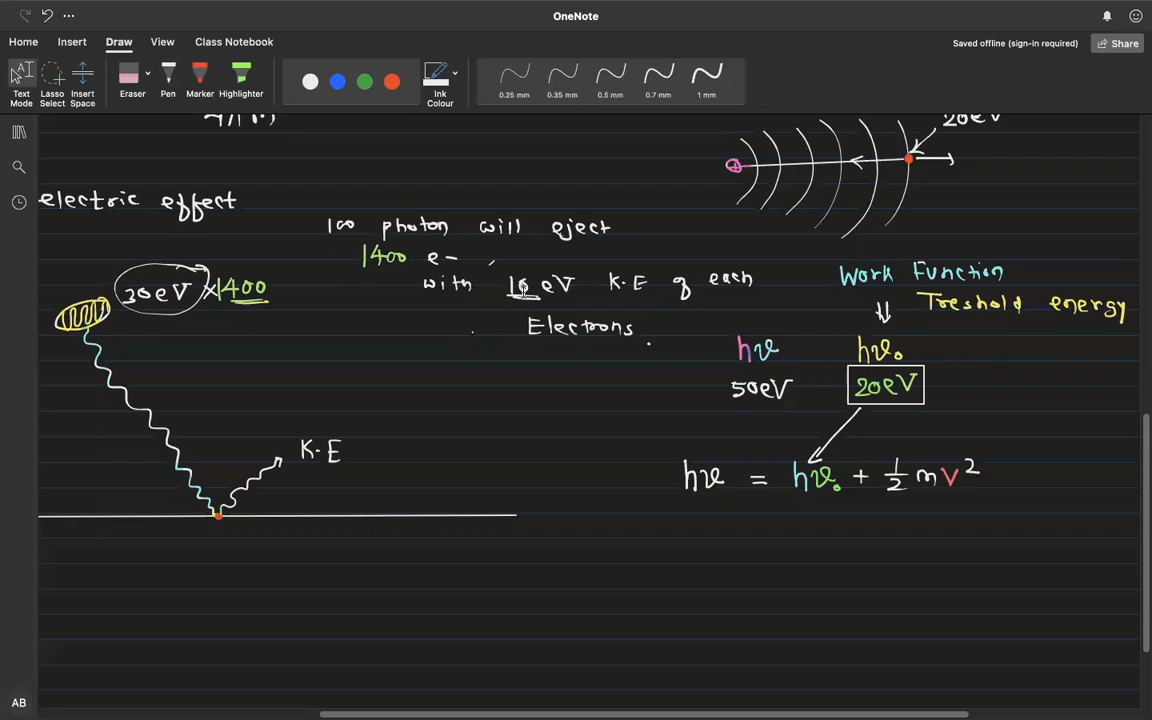 OneNote
Home Insert Draw View Class Notebook
Saved offline (sign-in required) Share
Text Mode
Lasso Select
Insert Space
Eraser
Pen
Marker
Highlighter
Ink Colour
0.25 mm 0.35 mm 0.5 mm 0.7 mm 1 mm
20eV
electric effect
100 photon will eject
1400 e-
with 10 eV K.E of each
Electrons.
30eV × 1400
Work Function
Treshold energy
⇓
hν hν₀
50eV 20eV
K.E
hν = hν₀ + 1/2 mv²
AB